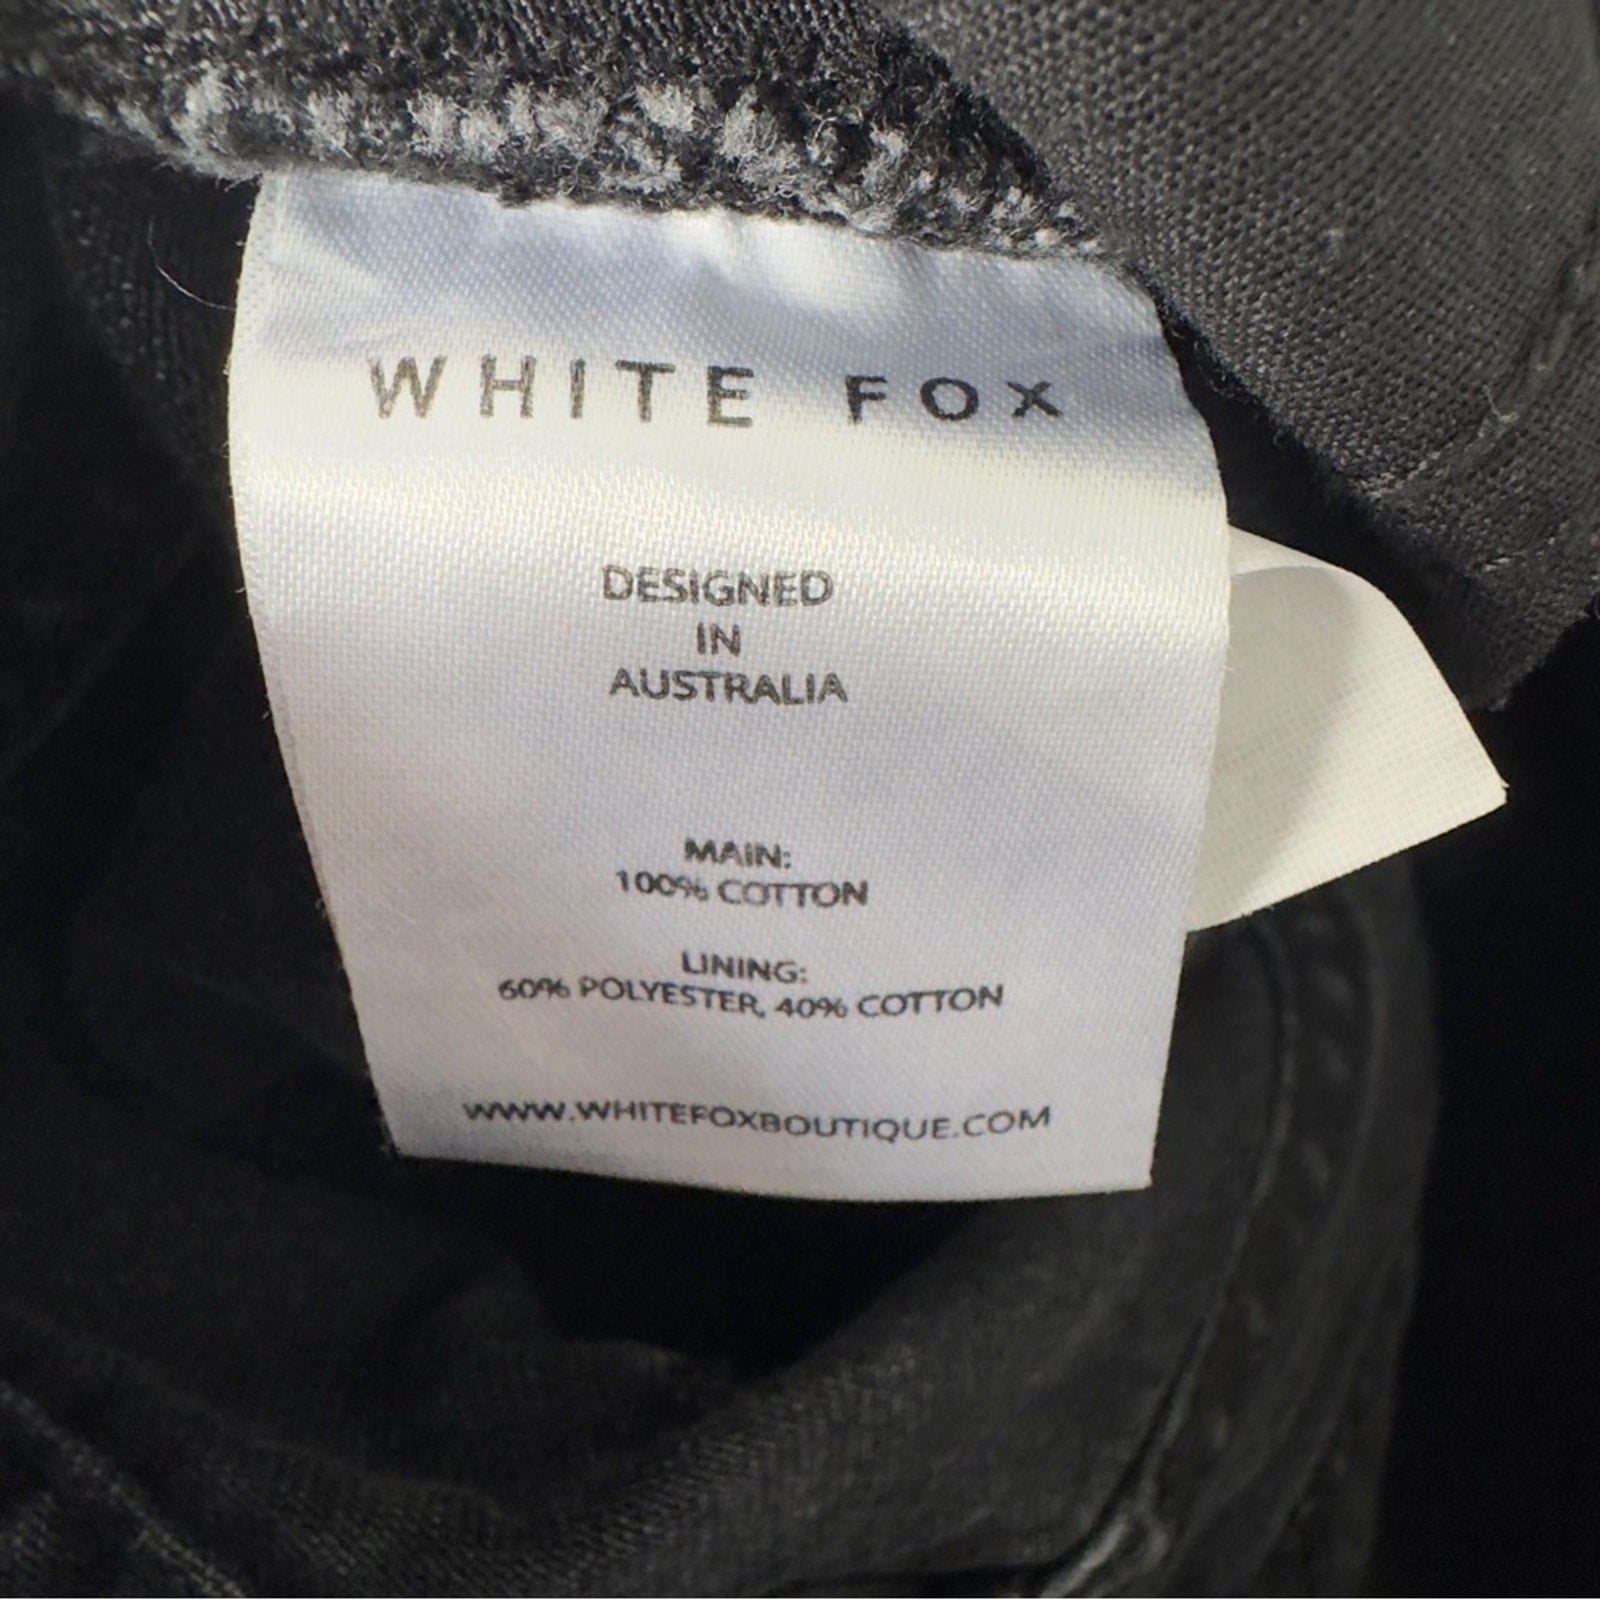 WHITE FOX
DESIGNED
IN
AUSTRALIA
MAIN:
100% COTTON
LINING:
60% POLYESTER, 40% COTTON
WWW.WHITEFOXBOUTIQUE.COM